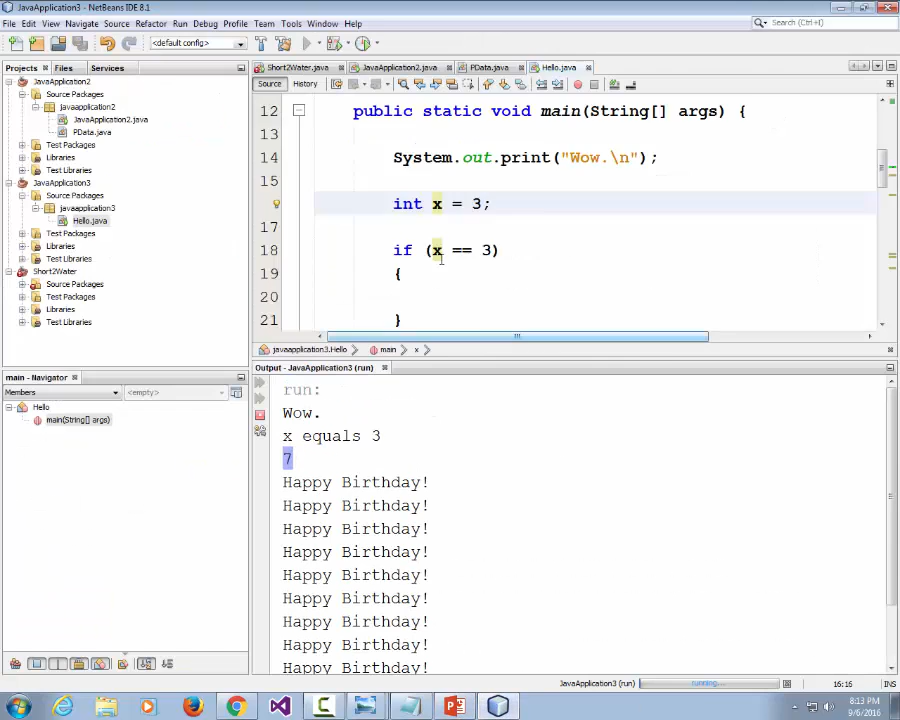 JavaApplication3 - NetBeans IDE 8.1
File Edit View Navigate Source Refactor Run Debug Profile Team Tools Window Help
<default config>
Search (Ctrl+I)
Projects Files Services
JavaApplication2
Source Packages
javaapplication2
JavaApplication2.java
PData.java
Test Packages
Libraries
Test Libraries
JavaApplication3
Source Packages
javaapplication3
Hello.java
Test Packages
Libraries
Test Libraries
Short2Water
Source Packages
Test Packages
Libraries
Test Libraries
main - Navigator
Members <empty>
Hello
main(String[] args)
Short2Water.java JavaApplication2.java PData.java Hello.java
Source History
12 public static void main(String[] args) {
13
14 System.out.print("Wow.\n");
15
int x = 3;
17
18 if (x == 3)
19 {
20
21 }
javaapplication3.Hello main x
Output - JavaApplication3 (run)
run:
Wow.
x equals 3
7
Happy Birthday!
Happy Birthday!
Happy Birthday!
Happy Birthday!
Happy Birthday!
Happy Birthday!
Happy Birthday!
Happy Birthday!
Happy Birthday!
JavaApplication3 (run) running... 16:16 INS
8:13 PM
9/6/2016